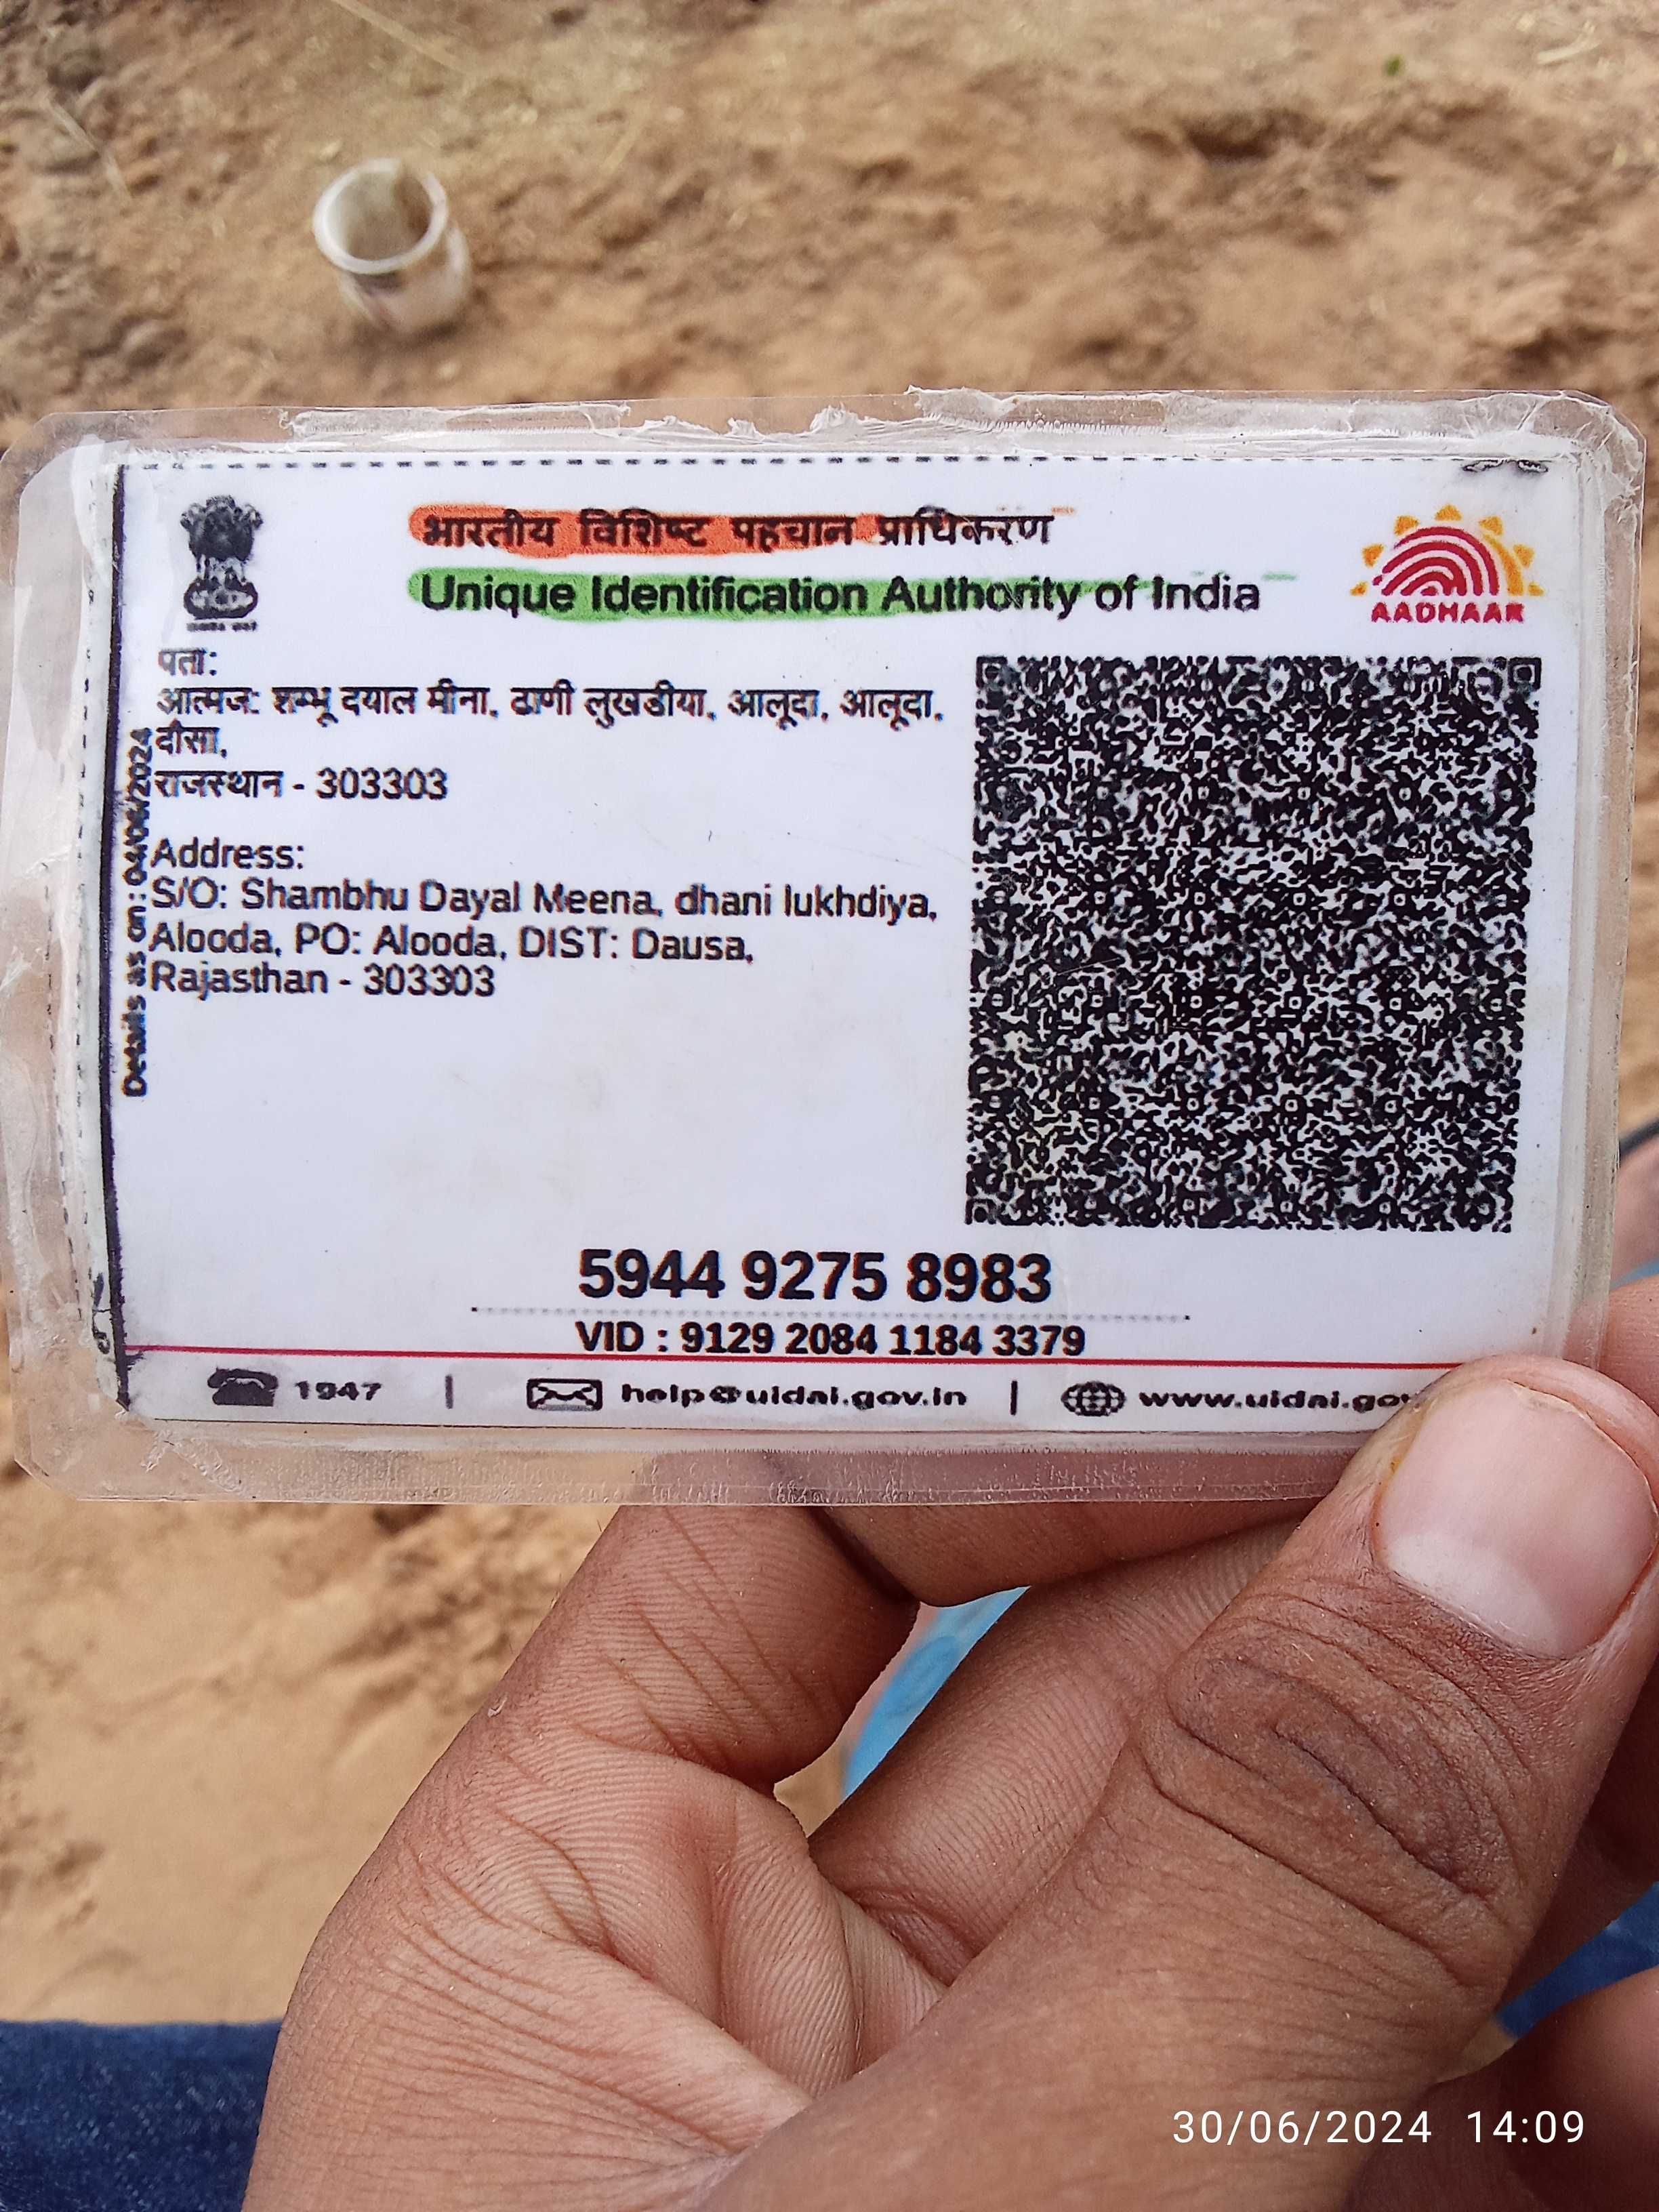 भारतीय विशिष्ट पहचान प्राधिकरण
Unique Identification Authority of India
AADHAAR
पता:
आत्मज: शम्भू दयाल मीना, ढाणी लुखडीया, आलूदा, आलूदा,
दौसा,
राजस्थान - 303303
Address:
S/O: Shambhu Dayal Meena, dhani lukhdiya,
Alooda, PO: Alooda, DIST: Dausa,
Rajasthan - 303303
Details as on: 04/06/2024
5944 9275 8983
VID : 9129 2084 1184 3379
1947 | help@uidai.gov.in | www.uidai.gov
30/06/2024 14:09